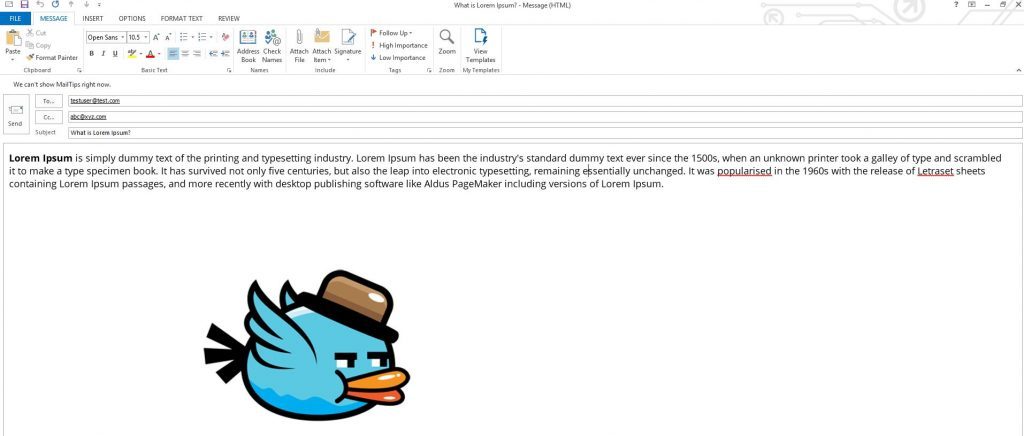 What is Lorem Ipsum? - Message (HTML)
FILE MESSAGE INSERT OPTIONS FORMAT TEXT REVIEW
Paste
Cut
Copy
Format Painter
Clipboard
Open Sans 10.5
B I U
Basic Text
Address Book
Check Names
Names
Attach File
Attach Item
Signature
Include
Follow Up
High Importance
Low Importance
Tags
Zoom
Zoom
View Templates
My Templates
We can't show MailTips right now.
Send
To... testuser@test.com
Cc... abc@xyz.com
Subject What is Lorem Ipsum?
Lorem Ipsum is simply dummy text of the printing and typesetting industry. Lorem Ipsum has been the industry's standard dummy text ever since the 1500s, when an unknown printer took a galley of type and scrambled
it to make a type specimen book. It has survived not only five centuries, but also the leap into electronic typesetting, remaining essentially unchanged. It was popularised in the 1960s with the release of Letraset sheets
containing Lorem Ipsum passages, and more recently with desktop publishing software like Aldus PageMaker including versions of Lorem Ipsum.